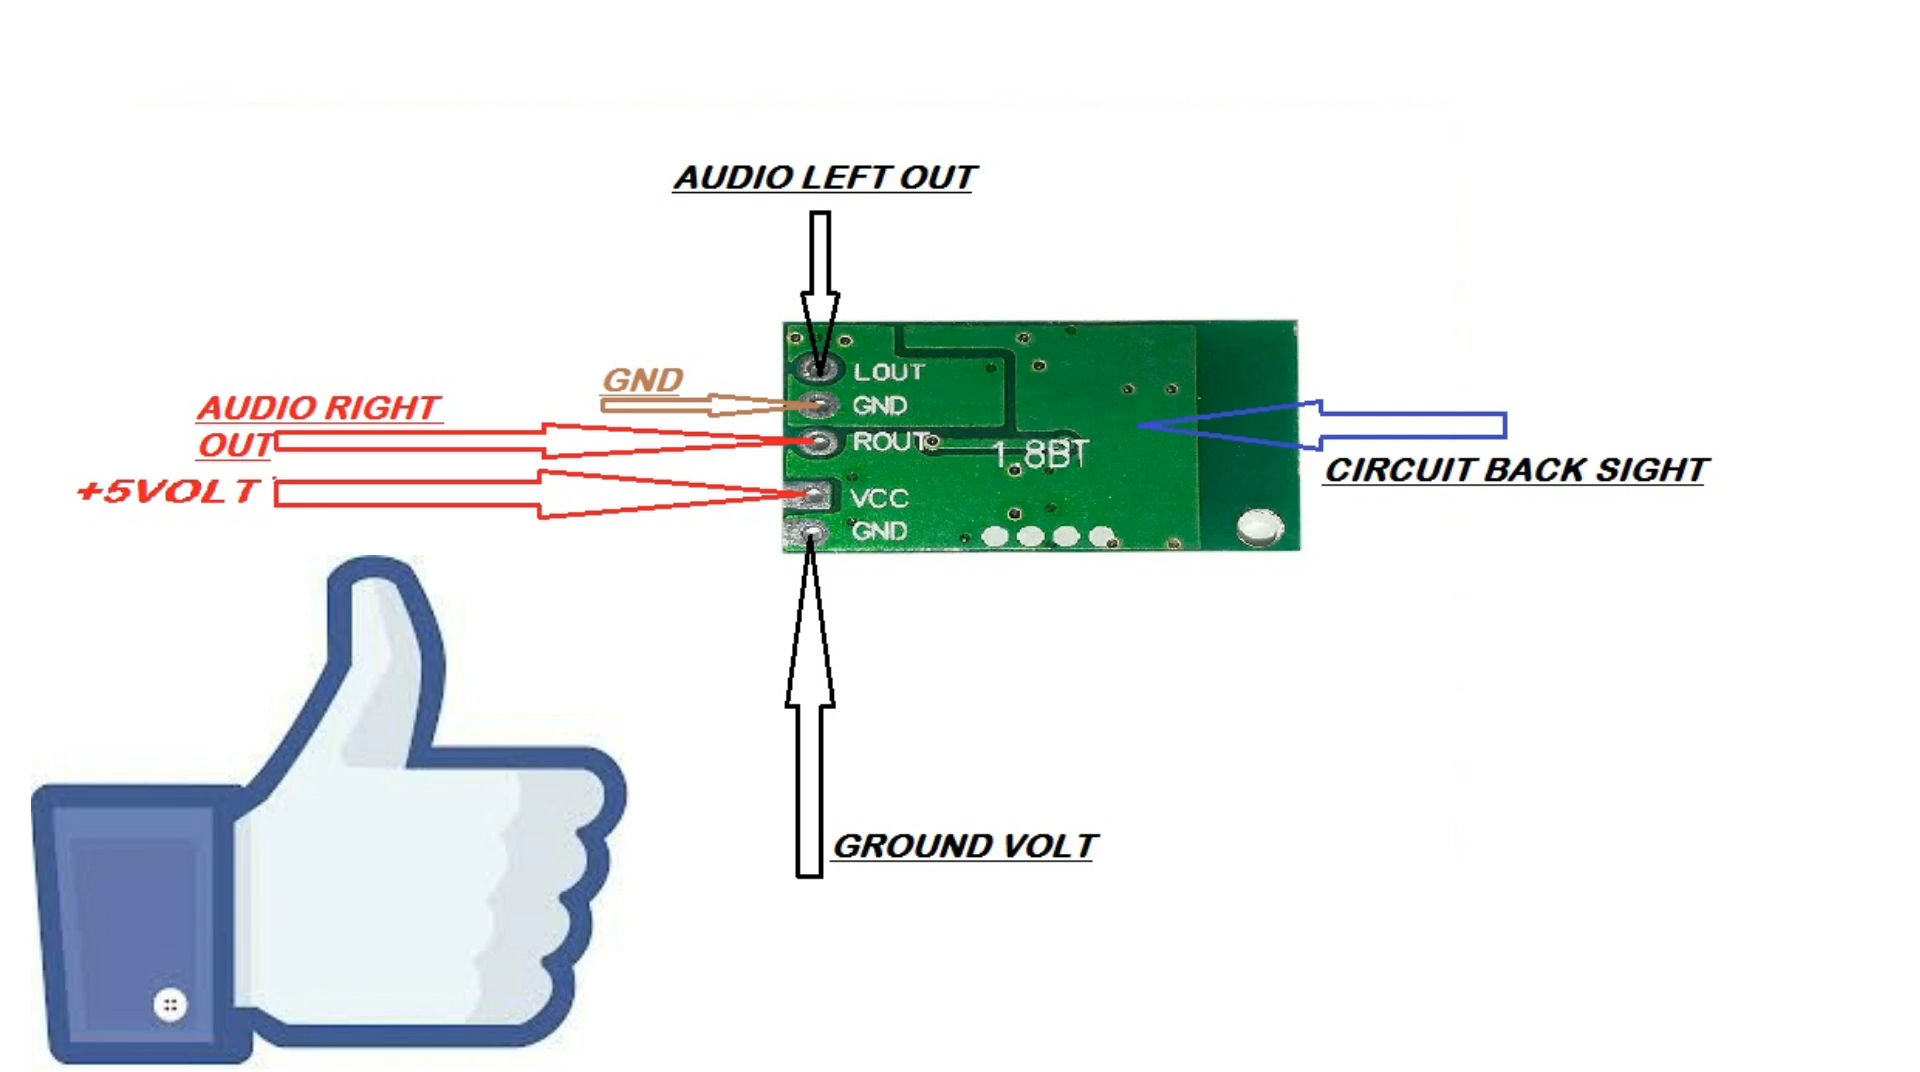 AUDIO LEFT OUT
LOUT
GND
GND
AUDIO RIGHT
OUT
ROUT
1.8BT
CIRCUIT BACK SIGHT
+5VOLT
VCC
GND
GROUND VOLT